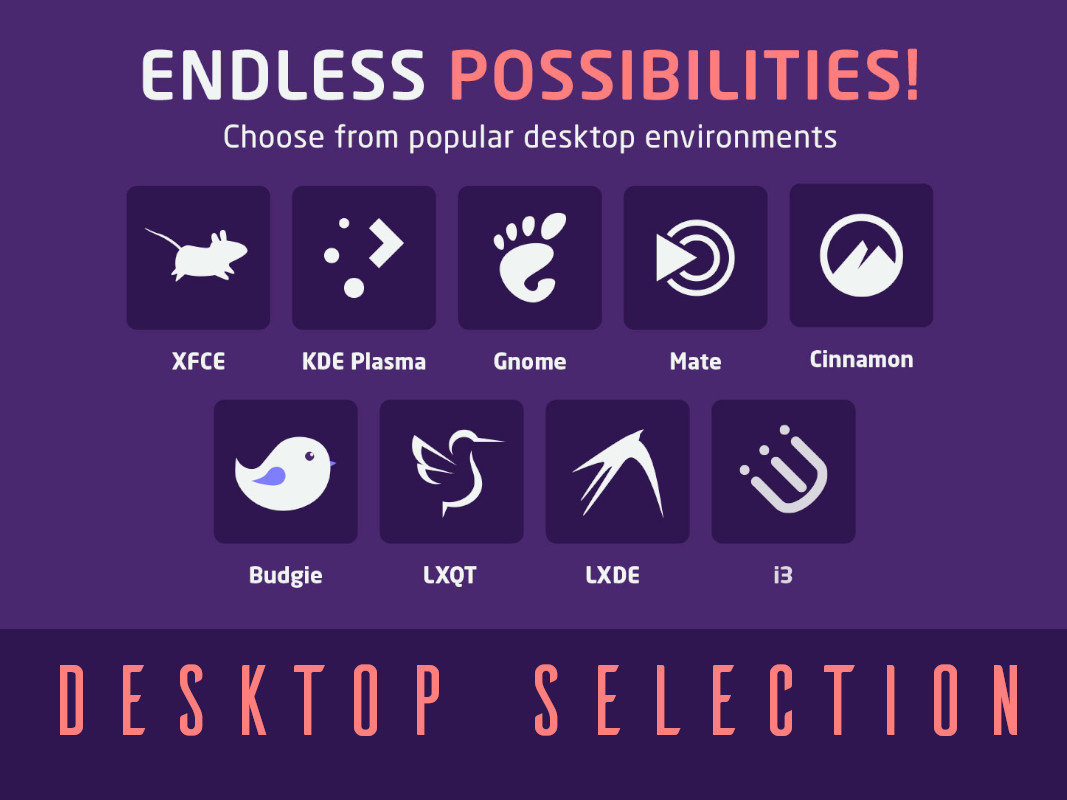 ENDLESS POSSIBILITIES!
Choose from popular desktop environments
XFCE
KDE Plasma
Gnome
Mate
Cinnamon
Budgie
LXQT
LXDE
i3
DESKTOP SELECTION